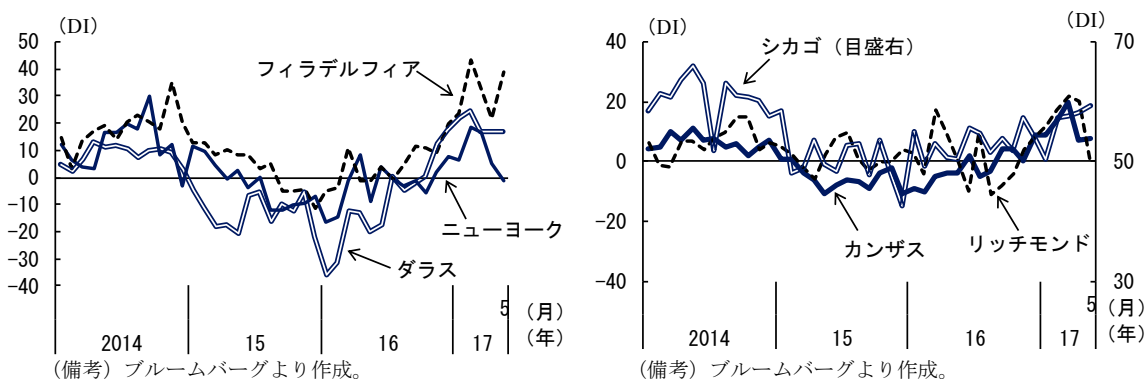 (DI)
50
40
30
20
10
0
-10
-20
-30
-40
フィラデルフィア
ニューヨーク
ダラス
5
(月)
2014
15
16
17
(年)
(備考)ブルームバーグより作成。
(DI)
(DI)
40
20
0
-20
-40
70
50
30
シカゴ(目盛右)
カンザス
リッチモンド
5
(月)
2014
15
16
17
(年)
(備考)ブルームバーグより作成。